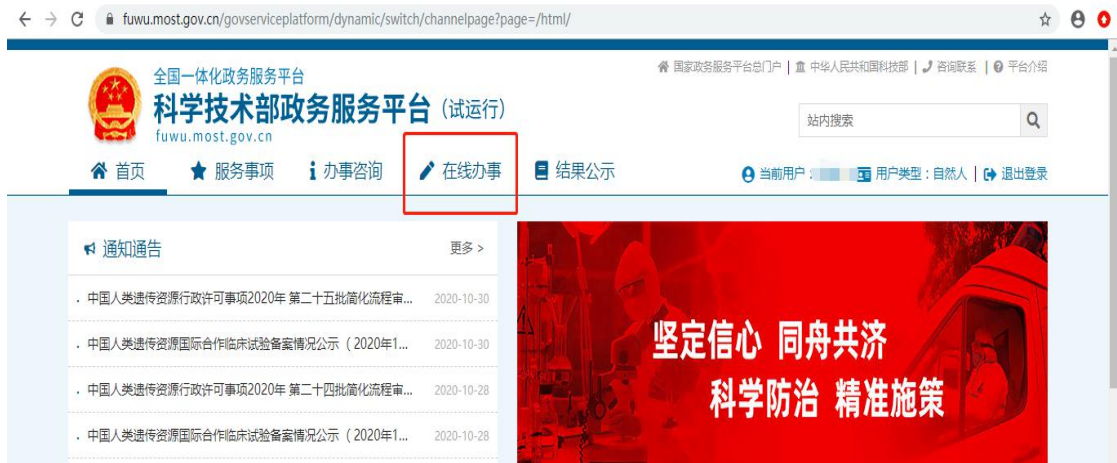 fuwu.most.gov.cn/govserviceplatform/dynamic/switch/channelpage?page=/html/
全国一体化政务服务平台
科学技术部政务服务平台（试运行）
fuwu.most.gov.cn
国家政务服务平台总门户 | 中华人民共和国科技部 | 咨询联系 | 平台介绍
站内搜索
首页 服务事项 办事咨询 在线办事 结果公示
当前用户： 用户类型：自然人 | 退出登录
通知通告 更多 >
. 中国人类遗传资源行政许可事项2020年 第二十五批简化流程审... 2020-10-30
. 中国人类遗传资源国际合作临床试验备案情况公示（2020年1... 2020-10-30
. 中国人类遗传资源行政许可事项2020年 第二十四批简化流程审... 2020-10-28
. 中国人类遗传资源国际合作临床试验备案情况公示（2020年1... 2020-10-28
坚定信心 同舟共济
科学防治 精准施策